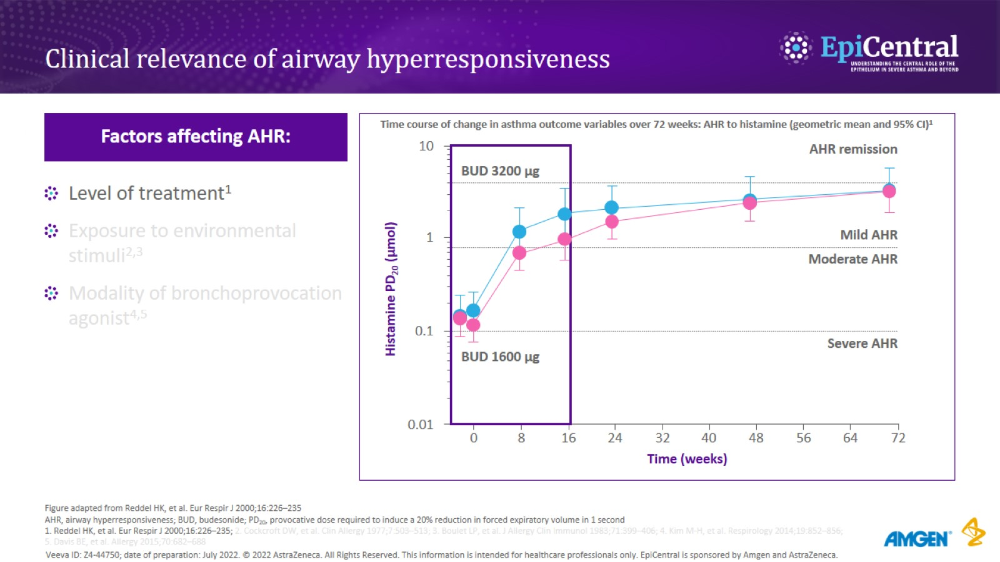 Clinical relevance of airway hyperresponsiveness
EpiCentral
UNDERSTANDING THE CENTRAL ROLE OF THE
EPITHELIUM IN SEVERE ASTHMA AND BEYOND
Factors affecting AHR:
Level of treatment¹
Exposure to environmental
stimuli²,³
Modality of bronchoprovocation
agonist⁴,⁵
Time course of change in asthma outcome variables over 72 weeks: AHR to histamine (geometric mean and 95% CI)¹
10
1
0.1
0.01
Histamine PD₂₀ (µmol)
BUD 3200 µg
BUD 1600 µg
AHR remission
Mild AHR
Moderate AHR
Severe AHR
0 8 16 24 32 40 48 56 64 72
Time (weeks)
Figure adapted from Reddel HK, et al. Eur Respir J 2000;16:226–235
AHR, airway hyperresponsiveness; BUD, budesonide; PD₂₀, provocative dose required to induce a 20% reduction in forced expiratory volume in 1 second
1. Reddel HK, et al. Eur Respir J 2000;16:226–235; 2. Cockcroft DW, et al. Clin Allergy 1977;7:503–513; 3. Boulet LP, et al. J Allergy Clin Immunol 1983;71:399–406; 4. Kim M-H, et al. Respirology 2014;19:852–856;
5. Davis BE, et al. Allergy 2015;70:682–688
Veeva ID: Z4-44750; date of preparation: July 2022. © 2022 AstraZeneca. All Rights Reserved. This information is intended for healthcare professionals only. EpiCentral is sponsored by Amgen and AstraZeneca.
AMGEN®